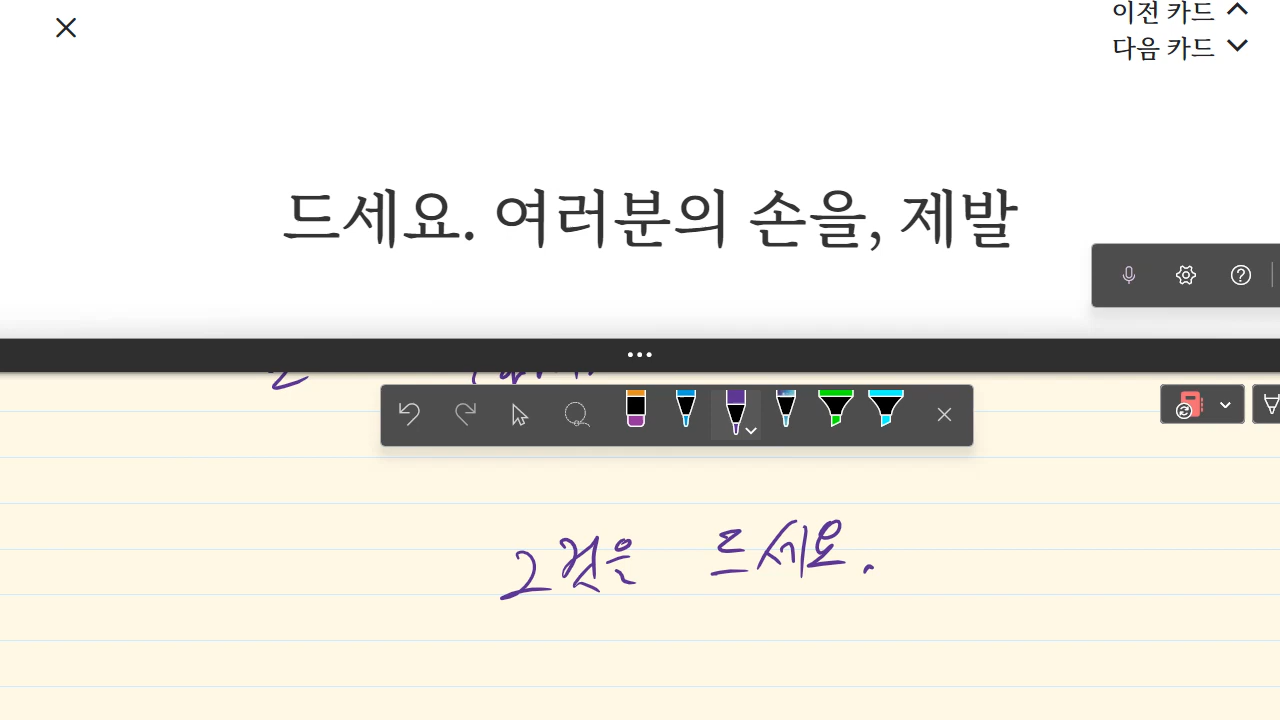 이전 카드
다음 카드
드세요. 여러분의 손을, 제발
그것은 드세요.